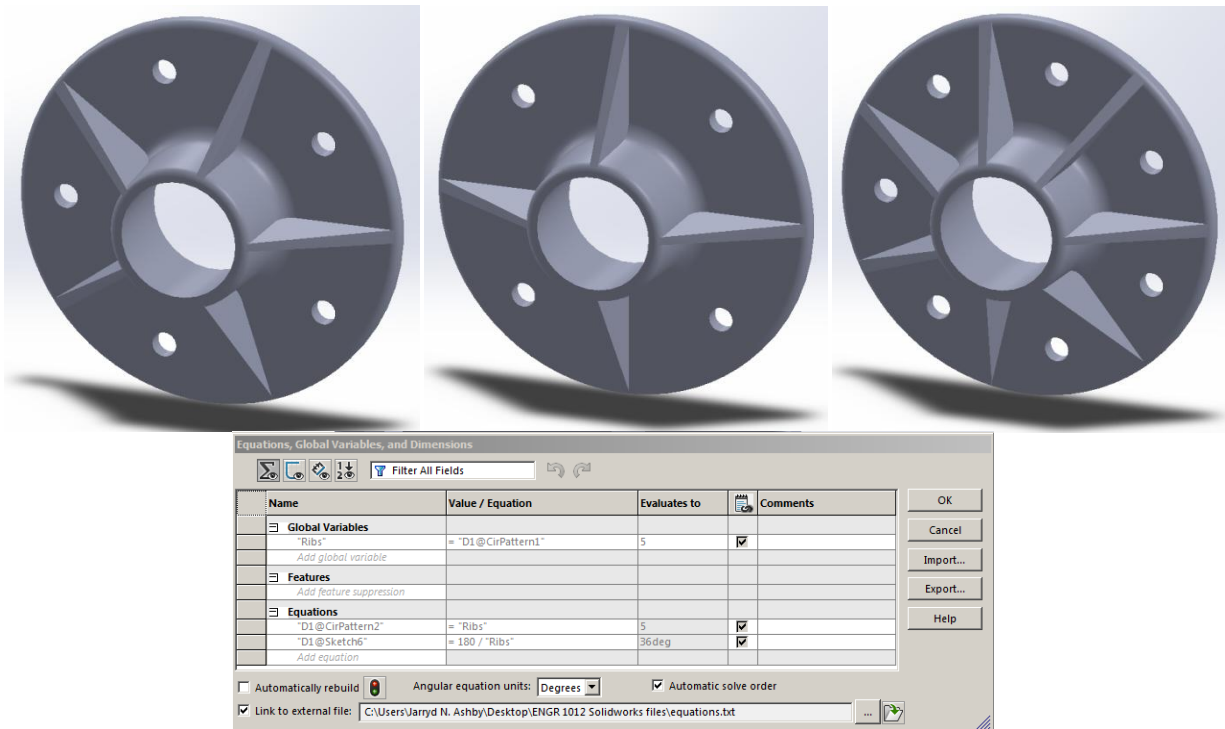 Equations, Global Variables, and Dimensions
Filter All Fields
Name Value / Equation Evaluates to Comments OK
Global Variables Cancel
"Ribs" = "D1@CirPattern1" 5
Add global variable Import...
Features
Add feature suppression Export...
Equations
"D1@CirPattern2" = "Ribs" 5 Help
"D1@Sketch6" = 180 / "Ribs" 36deg
Add equation
Automatically rebuild Angular equation units: Degrees Automatic solve order
Link to external file: C:\Users\Jarryd N. Ashby\Desktop\ENGR 1012 Solidworks files\equations.txt ...